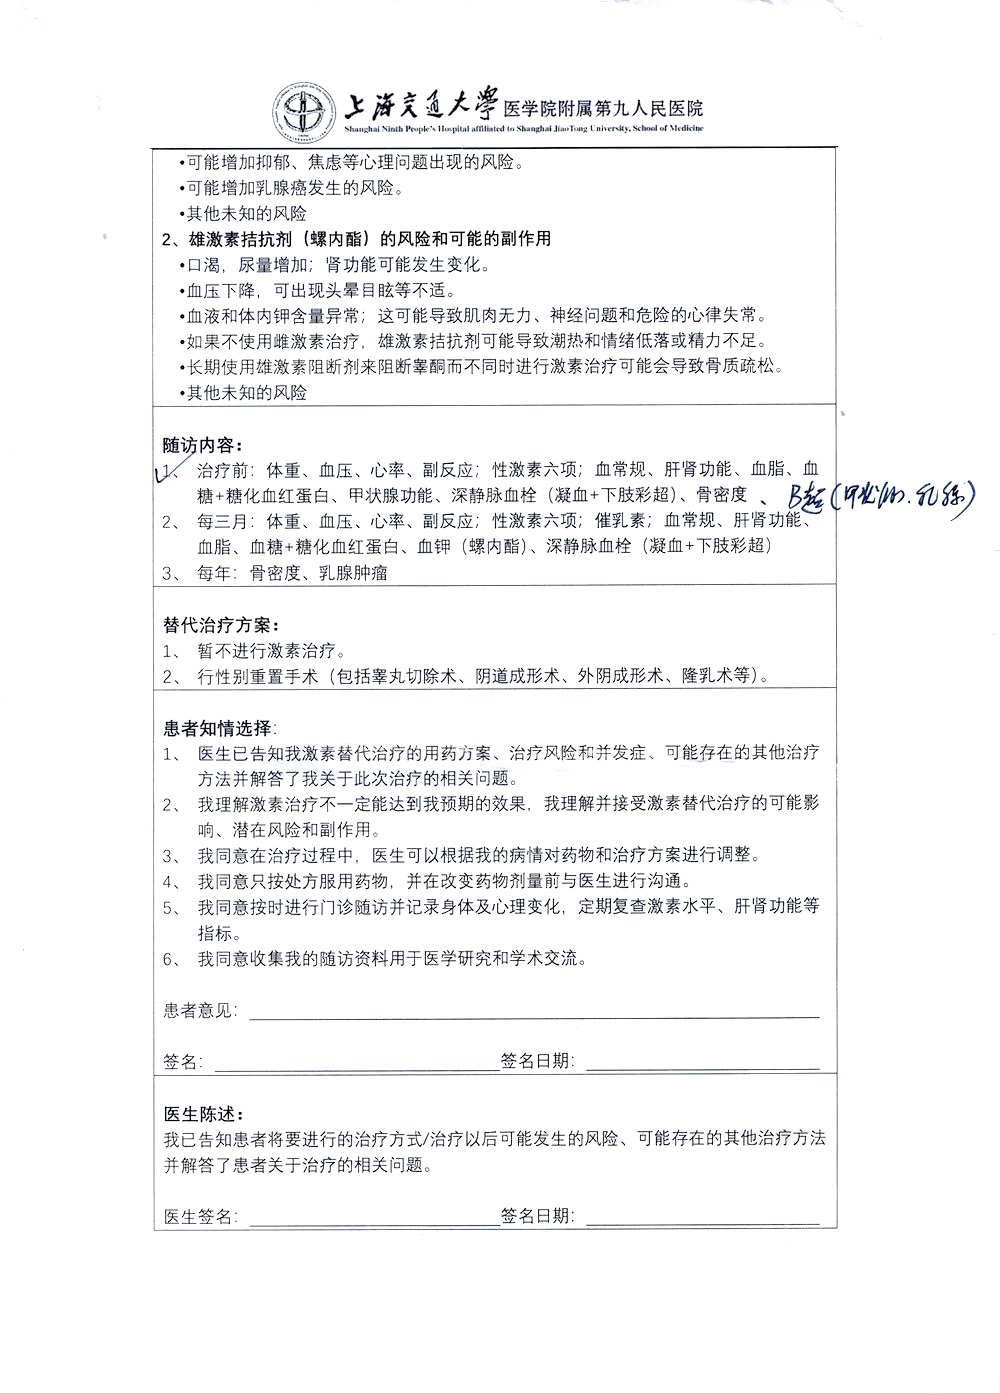 上海交通大学医学院附属第九人民医院
Shanghai Ninth People's Hospital affiliated to Shanghai JiaoTong University, School of Medicine
•可能增加抑郁、焦虑等心理问题出现的风险。
•可能增加乳腺癌发生的风险。
•其他未知的风险
2、雄激素拮抗剂（螺内酯）的风险和可能的副作用
•口渴，尿量增加；肾功能可能发生变化。
•血压下降，可出现头晕目眩等不适。
•血液和体内钾含量异常；这可能导致肌肉无力、神经问题和危险的心律失常。
•如果不使用雌激素治疗，雄激素拮抗剂可能导致潮热和情绪低落或精力不足。
•长期使用雄激素阻断剂来阻断睾酮而不同时进行激素治疗可能会导致骨质疏松。
•其他未知的风险
随访内容：
1、 治疗前：体重、血压、心率、副反应；性激素六项；血常规、肝肾功能、血脂、血
糖+糖化血红蛋白、甲状腺功能、深静脉血栓（凝血+下肢彩超）、骨密度 、B超(甲状腺.乳腺)
2、 每三月：体重、血压、心率、副反应；性激素六项；催乳素；血常规、肝肾功能、
血脂、血糖+糖化血红蛋白、血钾（螺内酯）、深静脉血栓（凝血+下肢彩超）
3、 每年：骨密度、乳腺肿瘤
替代治疗方案：
1、 暂不进行激素治疗。
2、 行性别重置手术（包括睾丸切除术、阴道成形术、外阴成形术、隆乳术等）。
患者知情选择：
1、 医生已告知我激素替代治疗的用药方案、治疗风险和并发症、可能存在的其他治疗
方法并解答了我关于此次治疗的相关问题。
2、 我理解激素治疗不一定能达到我预期的效果，我理解并接受激素替代治疗的可能影
响、潜在风险和副作用。
3、 我同意在治疗过程中，医生可以根据我的病情对药物和治疗方案进行调整。
4、 我同意只按处方服用药物，并在改变药物剂量前与医生进行沟通。
5、 我同意按时进行门诊随访并记录身体及心理变化，定期复查激素水平、肝肾功能等
指标。
6、 我同意收集我的随访资料用于医学研究和学术交流。
患者意见：
签名： 签名日期：
医生陈述：
我已告知患者将要进行的治疗方式/治疗以后可能发生的风险、可能存在的其他治疗方法
并解答了患者关于治疗的相关问题。
医生签名： 签名日期：